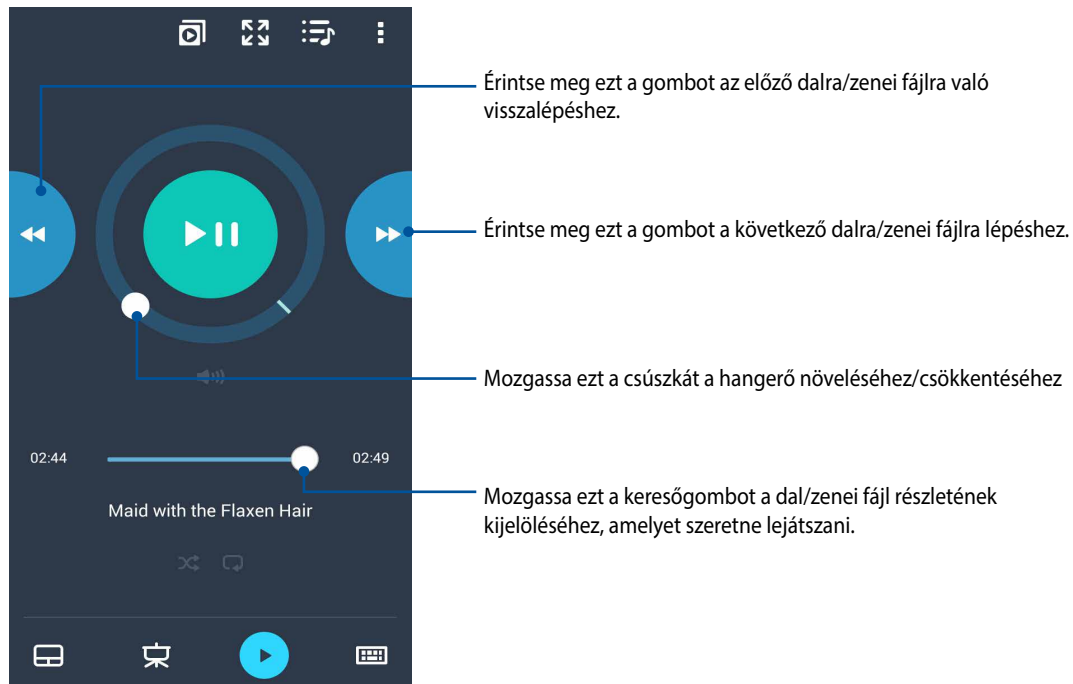 Érintse meg ezt a gombot az előző dalra/zenei fájlra való
visszalépéshez.
Érintse meg ezt a gombot a következő dalra/zenei fájlra lépéshez.
Mozgassa ezt a csúszkát a hangerő növeléséhez/csökkentéséhez
02:44
02:49
Maid with the Flaxen Hair
Mozgassa ezt a keresőgombot a dal/zenei fájl részletének
kijelöléséhez, amelyet szeretne lejátszani.